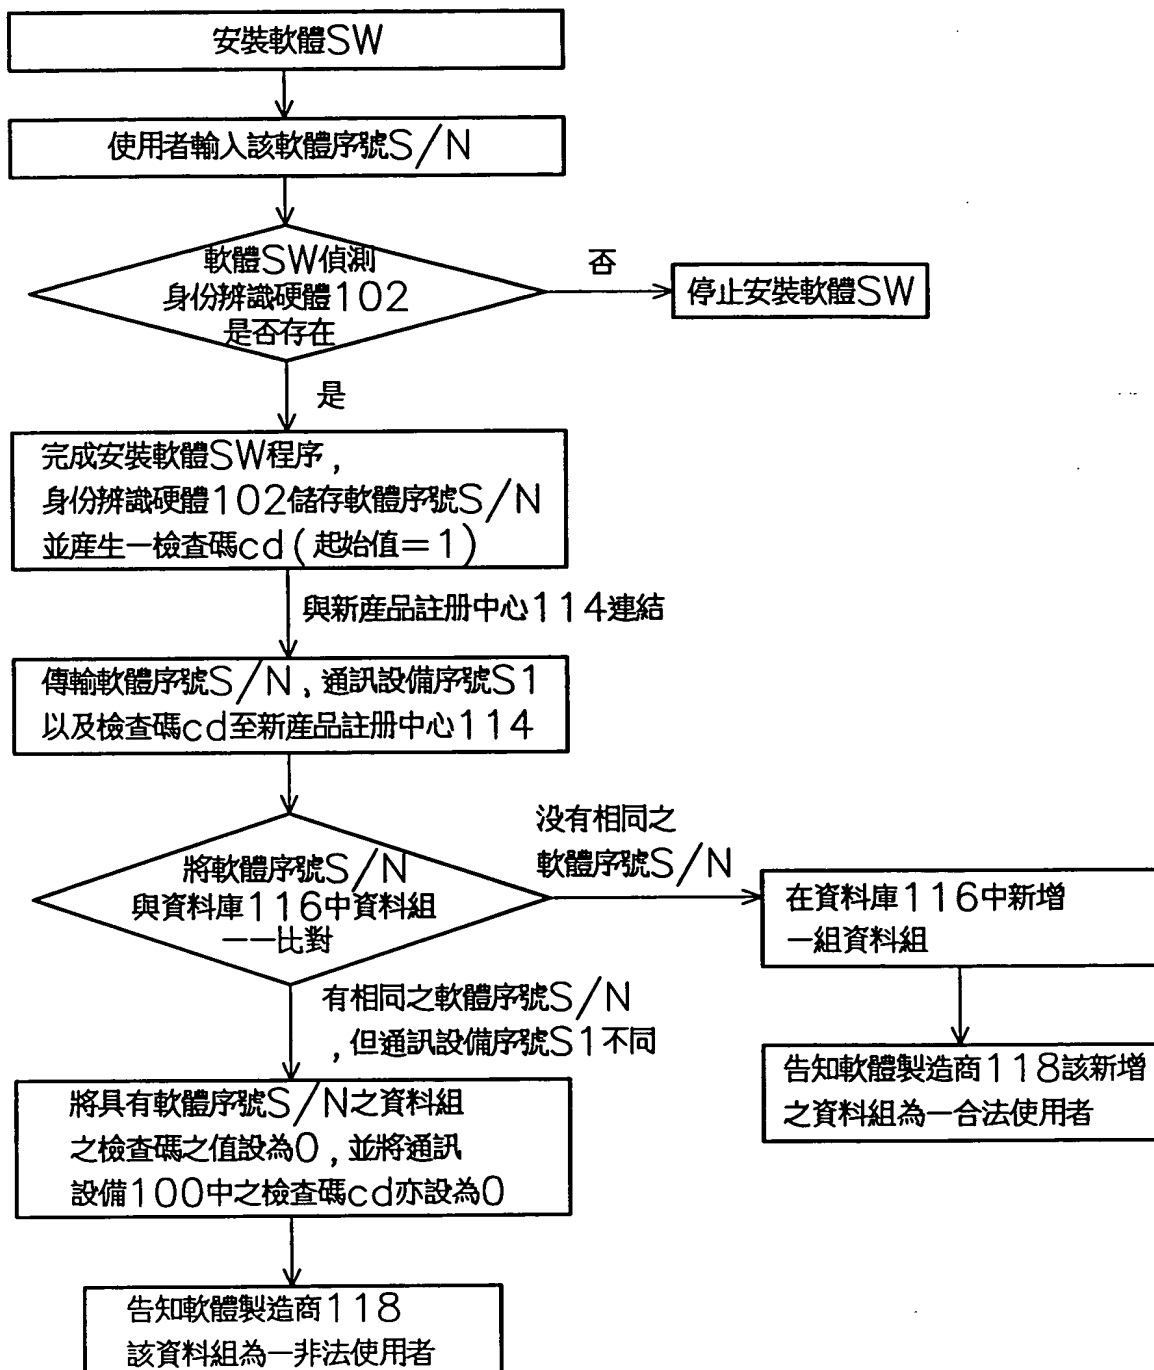 安裝軟體SW
使用者輸入該軟體序號S/N
軟體SW偵測
身份辨識硬體102
是否存在
否
停止安裝軟體SW
是
完成安裝軟體SW程序,
身份辨識硬體102儲存軟體序號S/N
並産生一檢查碼cd(起始值=1)
與新産品註册中心114連結
傳輸軟體序號S/N、通訊設備序號S1
以及檢查碼cd至新産品註册中心114
將軟體序號S/N
與資料庫116中資料組
一一比對
没有相同之
軟體序號S/N
在資料庫116中新增
一組資料組
告知軟體製造商118該新增
之資料組為一合法使用者
有相同之軟體序號S/N
,但通訊設備序號S1不同
將具有軟體序號S/N之資料組
之檢查碼之值設為0,並將通訊
設備100中之檢查碼cd亦設為0
告知軟體製造商118
該資料組為一非法使用者